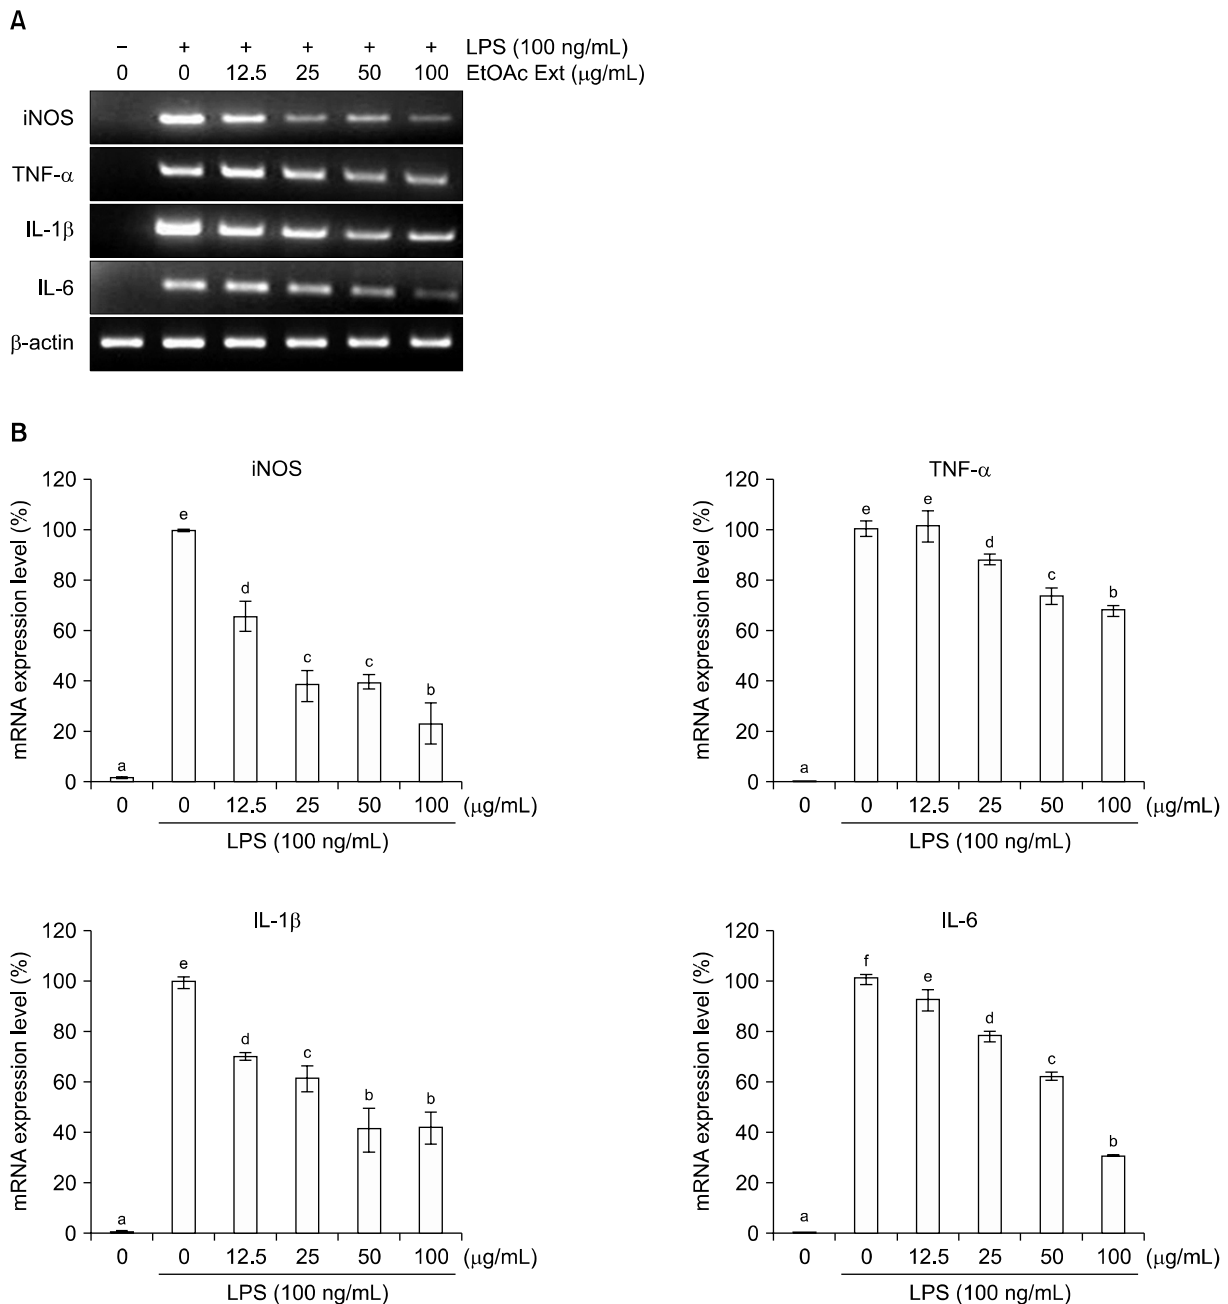 A
– + + + + + LPS (100 ng/mL)
0 0 12.5 25 50 100 EtOAc Ext (μg/mL)
iNOS
TNF-α
IL-1β
IL-6
β-actin
B
iNOS
mRNA expression level (%)
120
100
80
60
40
20
0
a
e
d
c
c
b
0 0 12.5 25 50 100 (μg/mL)
LPS (100 ng/mL)
TNF-α
mRNA expression level (%)
120
100
80
60
40
20
0
a
e
e
d
c
b
0 0 12.5 25 50 100 (μg/mL)
LPS (100 ng/mL)
IL-1β
mRNA expression level (%)
120
100
80
60
40
20
0
a
e
d
c
b
b
0 0 12.5 25 50 100 (μg/mL)
LPS (100 ng/mL)
IL-6
mRNA expression level (%)
120
100
80
60
40
20
0
a
f
e
d
c
b
0 0 12.5 25 50 100 (μg/mL)
LPS (100 ng/mL)